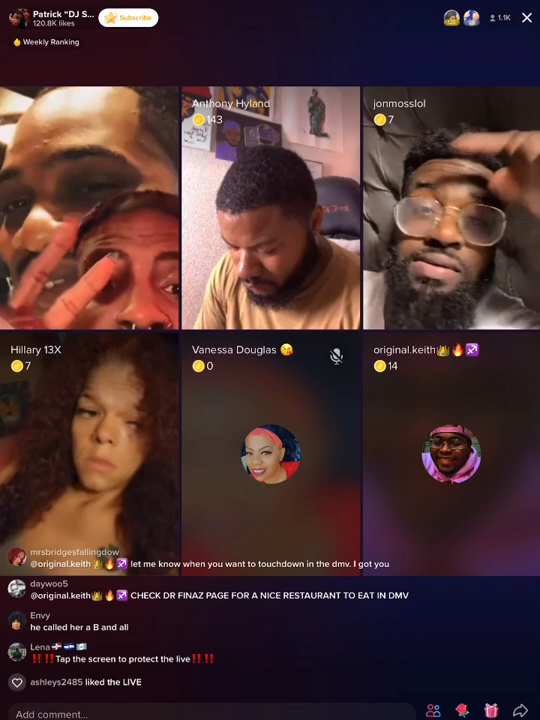 Patrick "DJ S...
120.8K likes
Subscribe
1.1K
Weekly Ranking
Anthony Hyland
143
jonmosslol
7
Hillary 13X
7
Vanessa Douglas 😘
0
original.keith👑🔥♐
14
mrsbridgesfallingdow
@original.keith👑🔥♐ let me know when you want to touchdown in the dmv. I got you
daywoo5
@original.keith👑🔥♐ CHECK DR FINAZ PAGE FOR A NICE RESTAURANT TO EAT IN DMV
Envy
he called her a B and all
Lena🇩🇴🇸🇻🇬🇹
‼️‼️Tap the screen to protect the live‼️‼️
ashleys2485 liked the LIVE
Add comment...